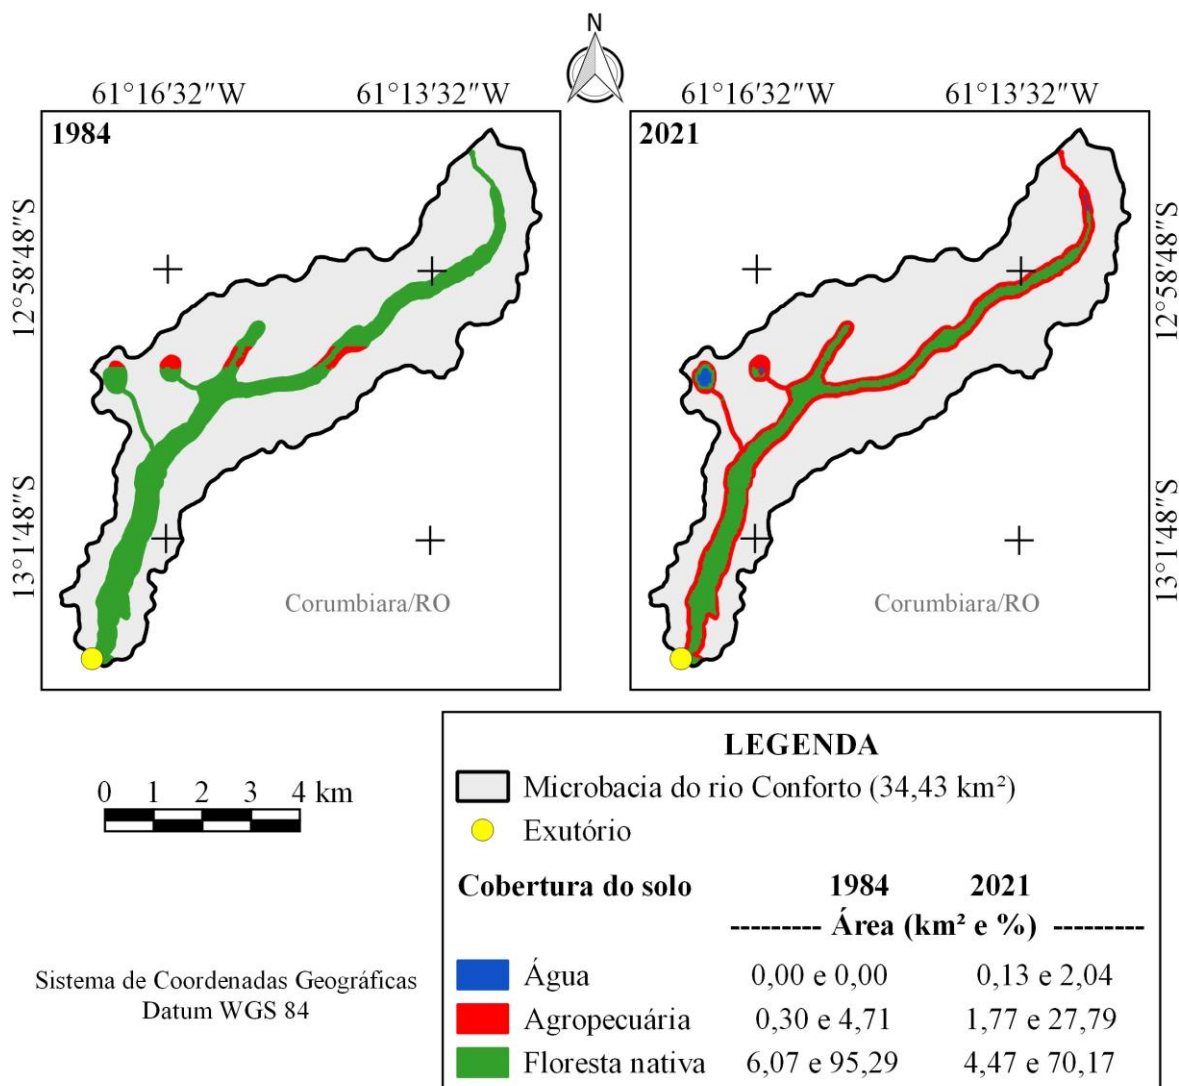 N
61°16'32"W 61°13'32"W 61°16'32"W 61°13'32"W
1984 2021
12°58'48"S 12°58'48"S
13°1'48"S 13°1'48"S
Corumbiara/RO Corumbiara/RO
LEGENDA
0 1 2 3 4 km
Microbacia do rio Conforto (34,43 km²)
Exutório
Cobertura do solo 1984 2021
--------- Área (km² e %) ---------
Sistema de Coordenadas Geográficas
Datum WGS 84
Água 0,00 e 0,00 0,13 e 2,04
Agropecuária 0,30 e 4,71 1,77 e 27,79
Floresta nativa 6,07 e 95,29 4,47 e 70,17